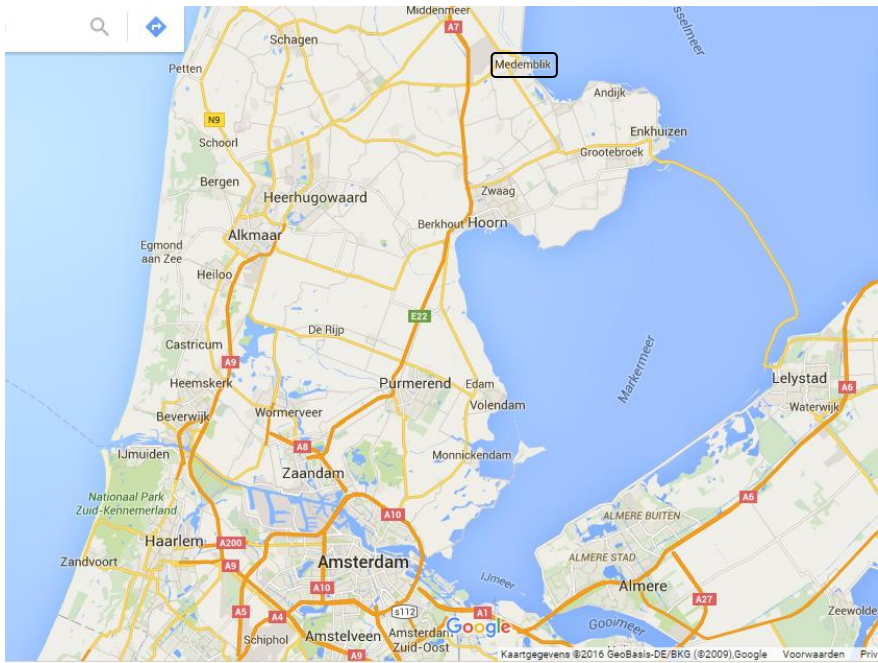 Middenmeer
A7
Schagen
Petten
Medemblik
sselmeer
Andijk
N9
Schoorl
Enkhuizen
Grootebroek
Bergen
Zwaag
Heerhugowaard
Berkhout
Hoorn
Alkmaar
Egmond
aan Zee
Heiloo
E22
De Rijp
Castricum
A9
Markermeer
Heemskerk
Purmerend
Edam
Lelystad
A6
Volendam
Waterwijk
Beverwijk
Wormerveer
A8
IJmuiden
Monnickendam
Zaandam
Nationaal Park
Zuid-Kennemerland
A6
A10
ALMERE BUITEN
Haarlem
A200
ALMERE STAD
Zandvoort
A9
Amsterdam
IJmeer
A10
Almere
A27
A5
A4
s112
A1
Zeewolde
Gooimeer
Google
Schiphol
Amstelveen
Amsterdam
Zuid-Oost
A9
Kaartgegevens ©2016 GeoBasis-DE/BKG (©2009),Google
Voorwaarden
Priv